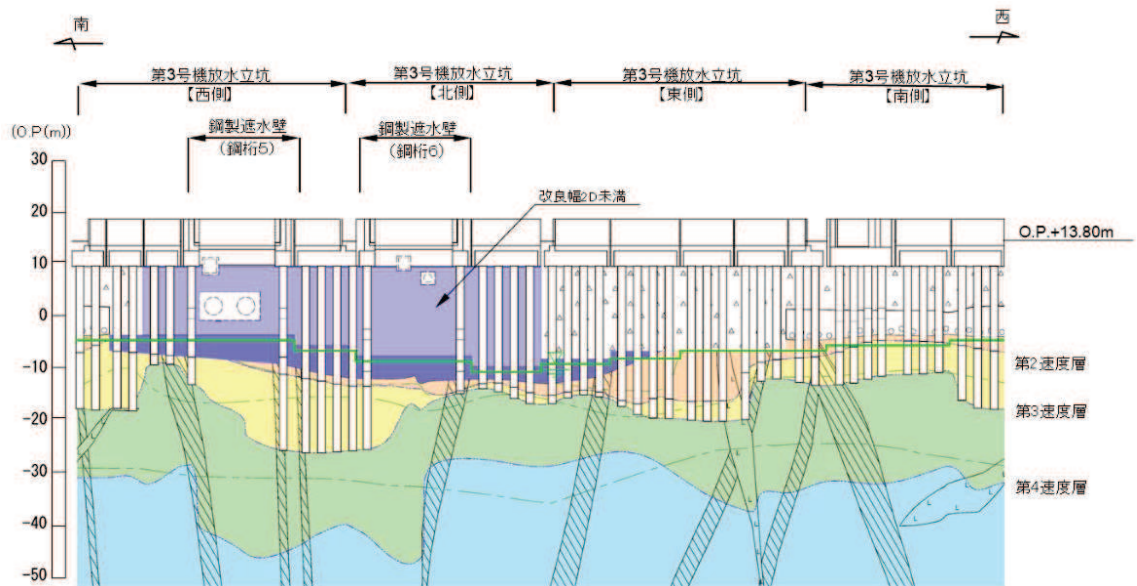 南
西
第3号機放水立坑
【西側】
第3号機放水立坑
【北側】
第3号機放水立坑
【東側】
第3号機放水立坑
【南側】
鋼製遮水壁
(鋼桁5)
鋼製遮水壁
(鋼桁6)
(O.P(m))
30
20
10
0
-10
-20
-30
-40
-50
改良幅2D未満
O.P.+13.80m
第2速度層
第3速度層
第4速度層